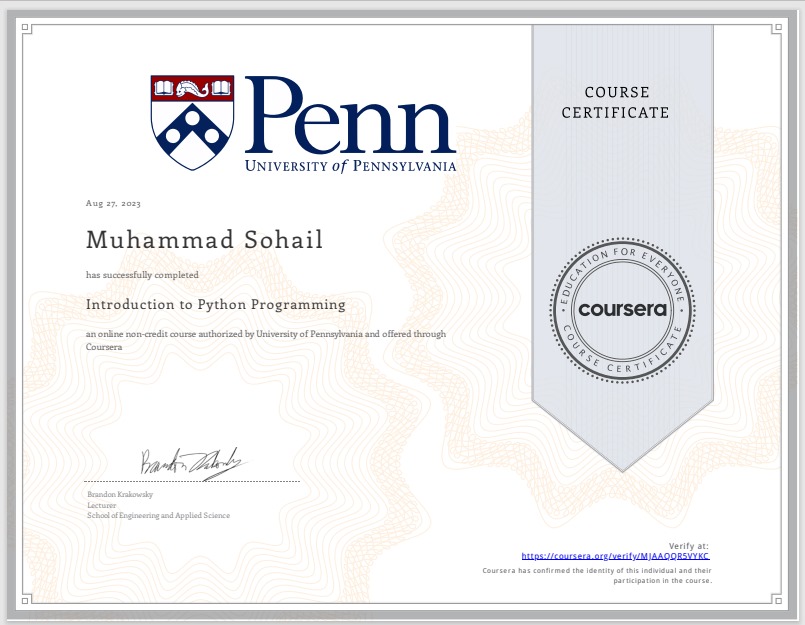 Penn
UNIVERSITY of PENNSYLVANIA
COURSE
CERTIFICATE
Aug 27, 2023
Muhammad Sohail
has successfully completed
Introduction to Python Programming
an online non-credit course authorized by University of Pennsylvania and offered through
Coursera
EDUCATION FOR EVERYONE
coursera
COURSE CERTIFICATE
Brandon Krakowsky
Lecturer
School of Engineering and Applied Science
Verify at:
https://coursera.org/verify/MJAAQQR5VYKC
Coursera has confirmed the identity of this individual and their
participation in the course.